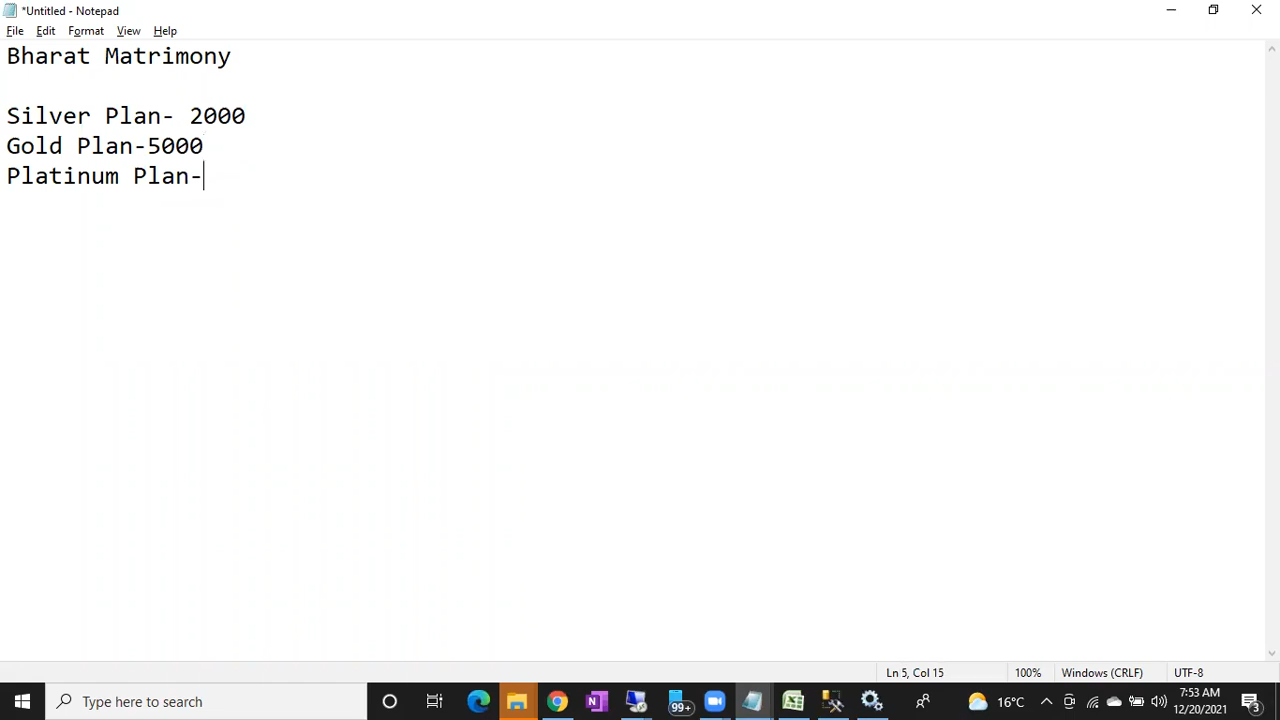 *Untitled - Notepad
File Edit Format View Help
Bharat Matrimony
Silver Plan- 2000
Gold Plan-5000
Platinum Plan-
Ln 5, Col 15 100% Windows (CRLF) UTF-8
Type here to search
99+
16°C
7:53 AM
12/20/2021
3